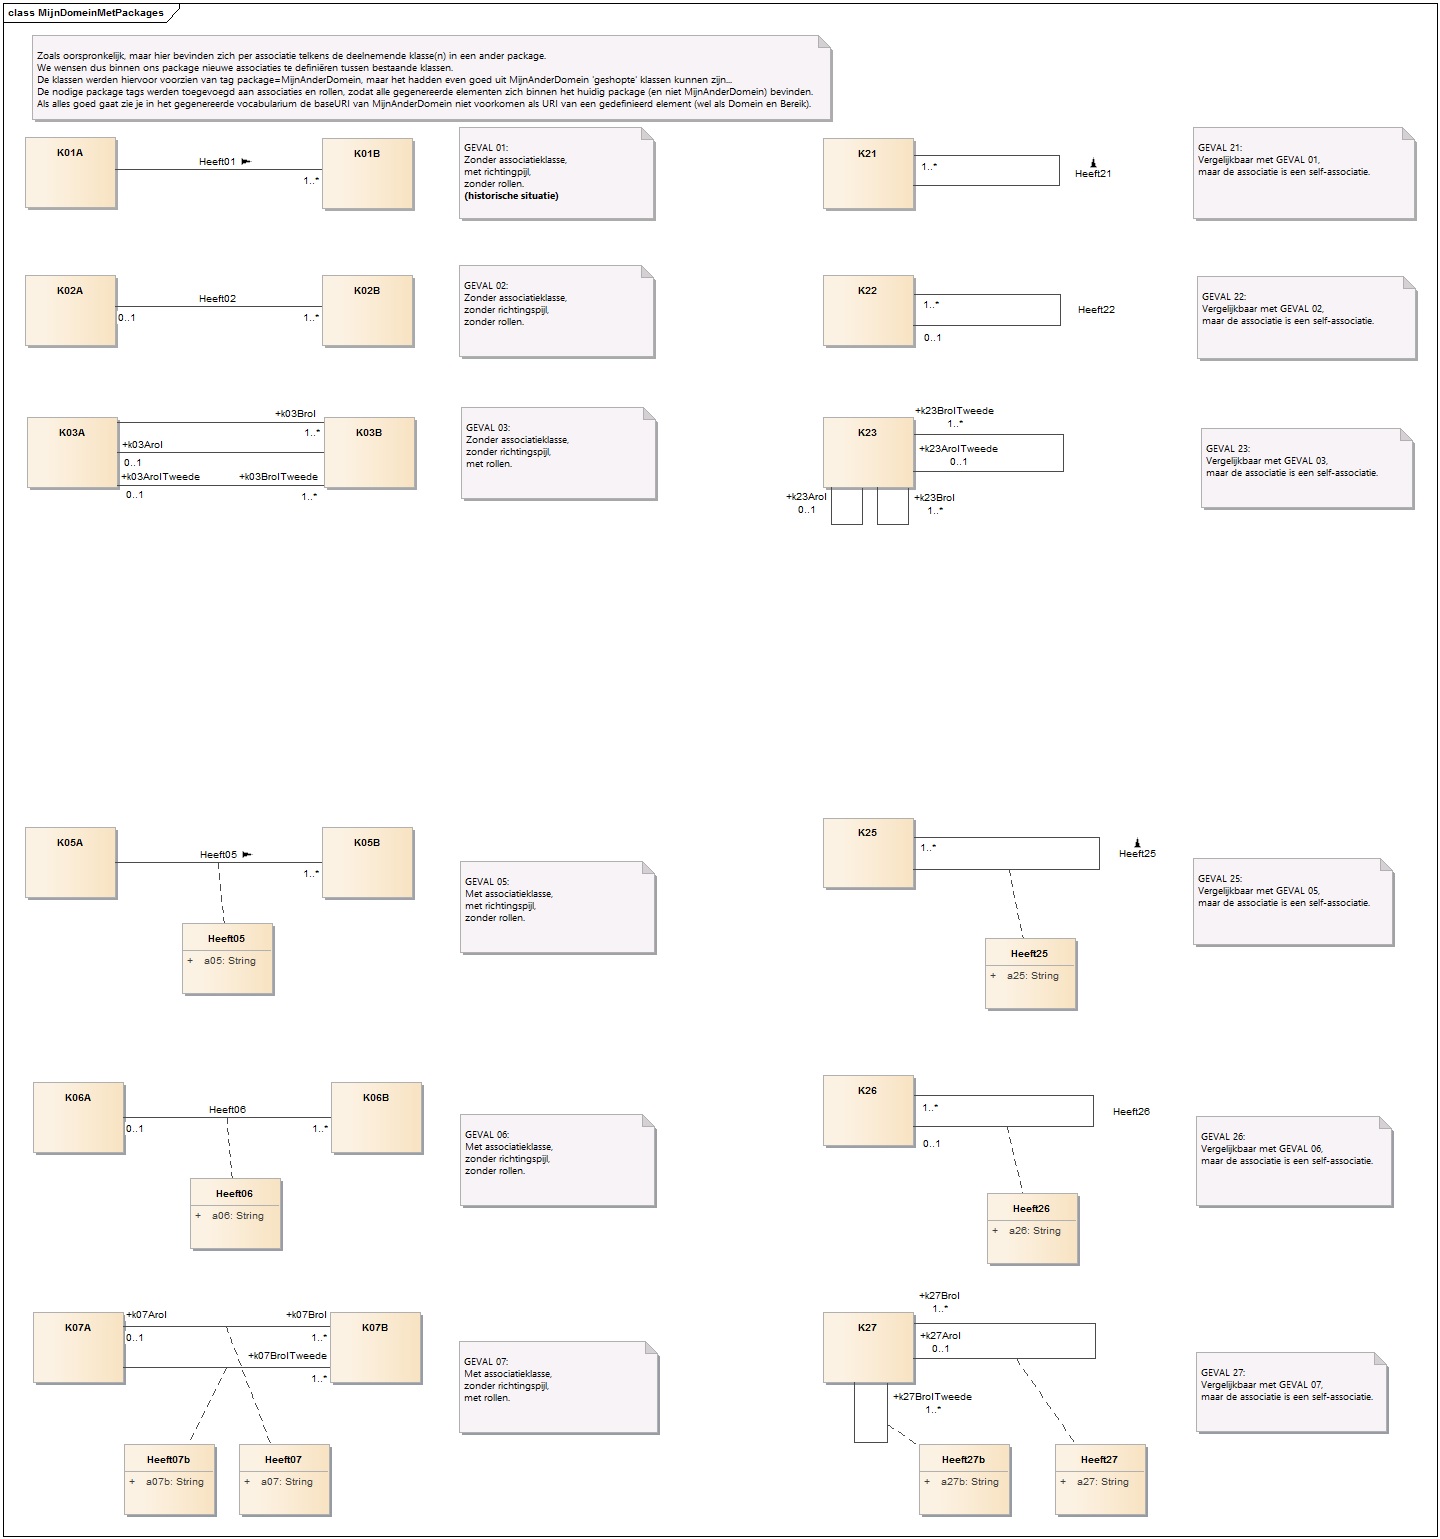 class MijnDomeinMetPackages
Zoals oorspronkelijk, maar hier bevinden zich per associatie telkens de deelnemende klasse(n) in een ander package.
We wensen dus binnen ons package nieuwe associaties te definiëren tussen bestaande klassen.
De klassen werden hiervoor voorzien van tag package=MijnAnderDomein, maar het hadden even goed uit MijnAnderDomein 'geshopte' klassen kunnen zijn...
De nodige package tags werden toegevoegd aan associaties en rollen, zodat alle gegenereerde elementen zich binnen het huidig package (en niet MijnAnderDomein) bevinden.
Als alles goed gaat zie je in het gegenereerde vocabularium de baseURI van MijnAnderDomein niet voorkomen als URI van een gedefinieerd element (wel als Domein en Bereik).
K01A
Heeft01
1..*
K01B
GEVAL 01:
Zonder associatieklasse,
met richtingpijl,
zonder rollen.
(historische situatie)
K21
1..*
Heeft21
GEVAL 21:
Vergelijkbaar met GEVAL 01,
maar de associatie is een self-associatie.
K02A
Heeft02
0..1
1..*
K02B
GEVAL 02:
Zonder associatieklasse,
zonder richtingspijl,
zonder rollen.
K22
1..*
0..1
Heeft22
GEVAL 22:
Vergelijkbaar met GEVAL 02,
maar de associatie is een self-associatie.
K03A
+k03Brol
1..*
+k03Arol
0..1
+k03ArolTweede
+k03BrolTweede
0..1
1..*
K03B
GEVAL 03:
Zonder associatieklasse,
zonder richtingspijl,
met rollen.
K23
+k23BrolTweede
1..*
+k23ArolTweede
0..1
+k23Arol
0..1
+k23Brol
1..*
GEVAL 23:
Vergelijkbaar met GEVAL 03,
maar de associatie is een self-associatie.
K05A
Heeft05
1..*
K05B
Heeft05
+ a05: String
GEVAL 05:
Met associatieklasse,
met richtingspijl,
zonder rollen.
K25
1..*
Heeft25
Heeft25
+ a25: String
GEVAL 25:
Vergelijkbaar met GEVAL 05,
maar de associatie is een self-associatie.
K06A
Heeft06
0..1
1..*
K06B
Heeft06
+ a06: String
GEVAL 06:
Met associatieklasse,
zonder richtingspijl,
zonder rollen.
K26
1..*
0..1
Heeft26
Heeft26
+ a26: String
GEVAL 26:
Vergelijkbaar met GEVAL 06,
maar de associatie is een self-associatie.
K07A
+k07Arol
+k07Brol
0..1
1..*
+k07BrolTweede
1..*
K07B
Heeft07b
+ a07b: String
Heeft07
+ a07: String
GEVAL 07:
Met associatieklasse,
zonder richtingspijl,
met rollen.
K27
+k27Brol
1..*
+k27Arol
0..1
+k27BrolTweede
1..*
Heeft27b
+ a27b: String
Heeft27
+ a27: String
GEVAL 27:
Vergelijkbaar met GEVAL 07,
maar de associatie is een self-associatie.